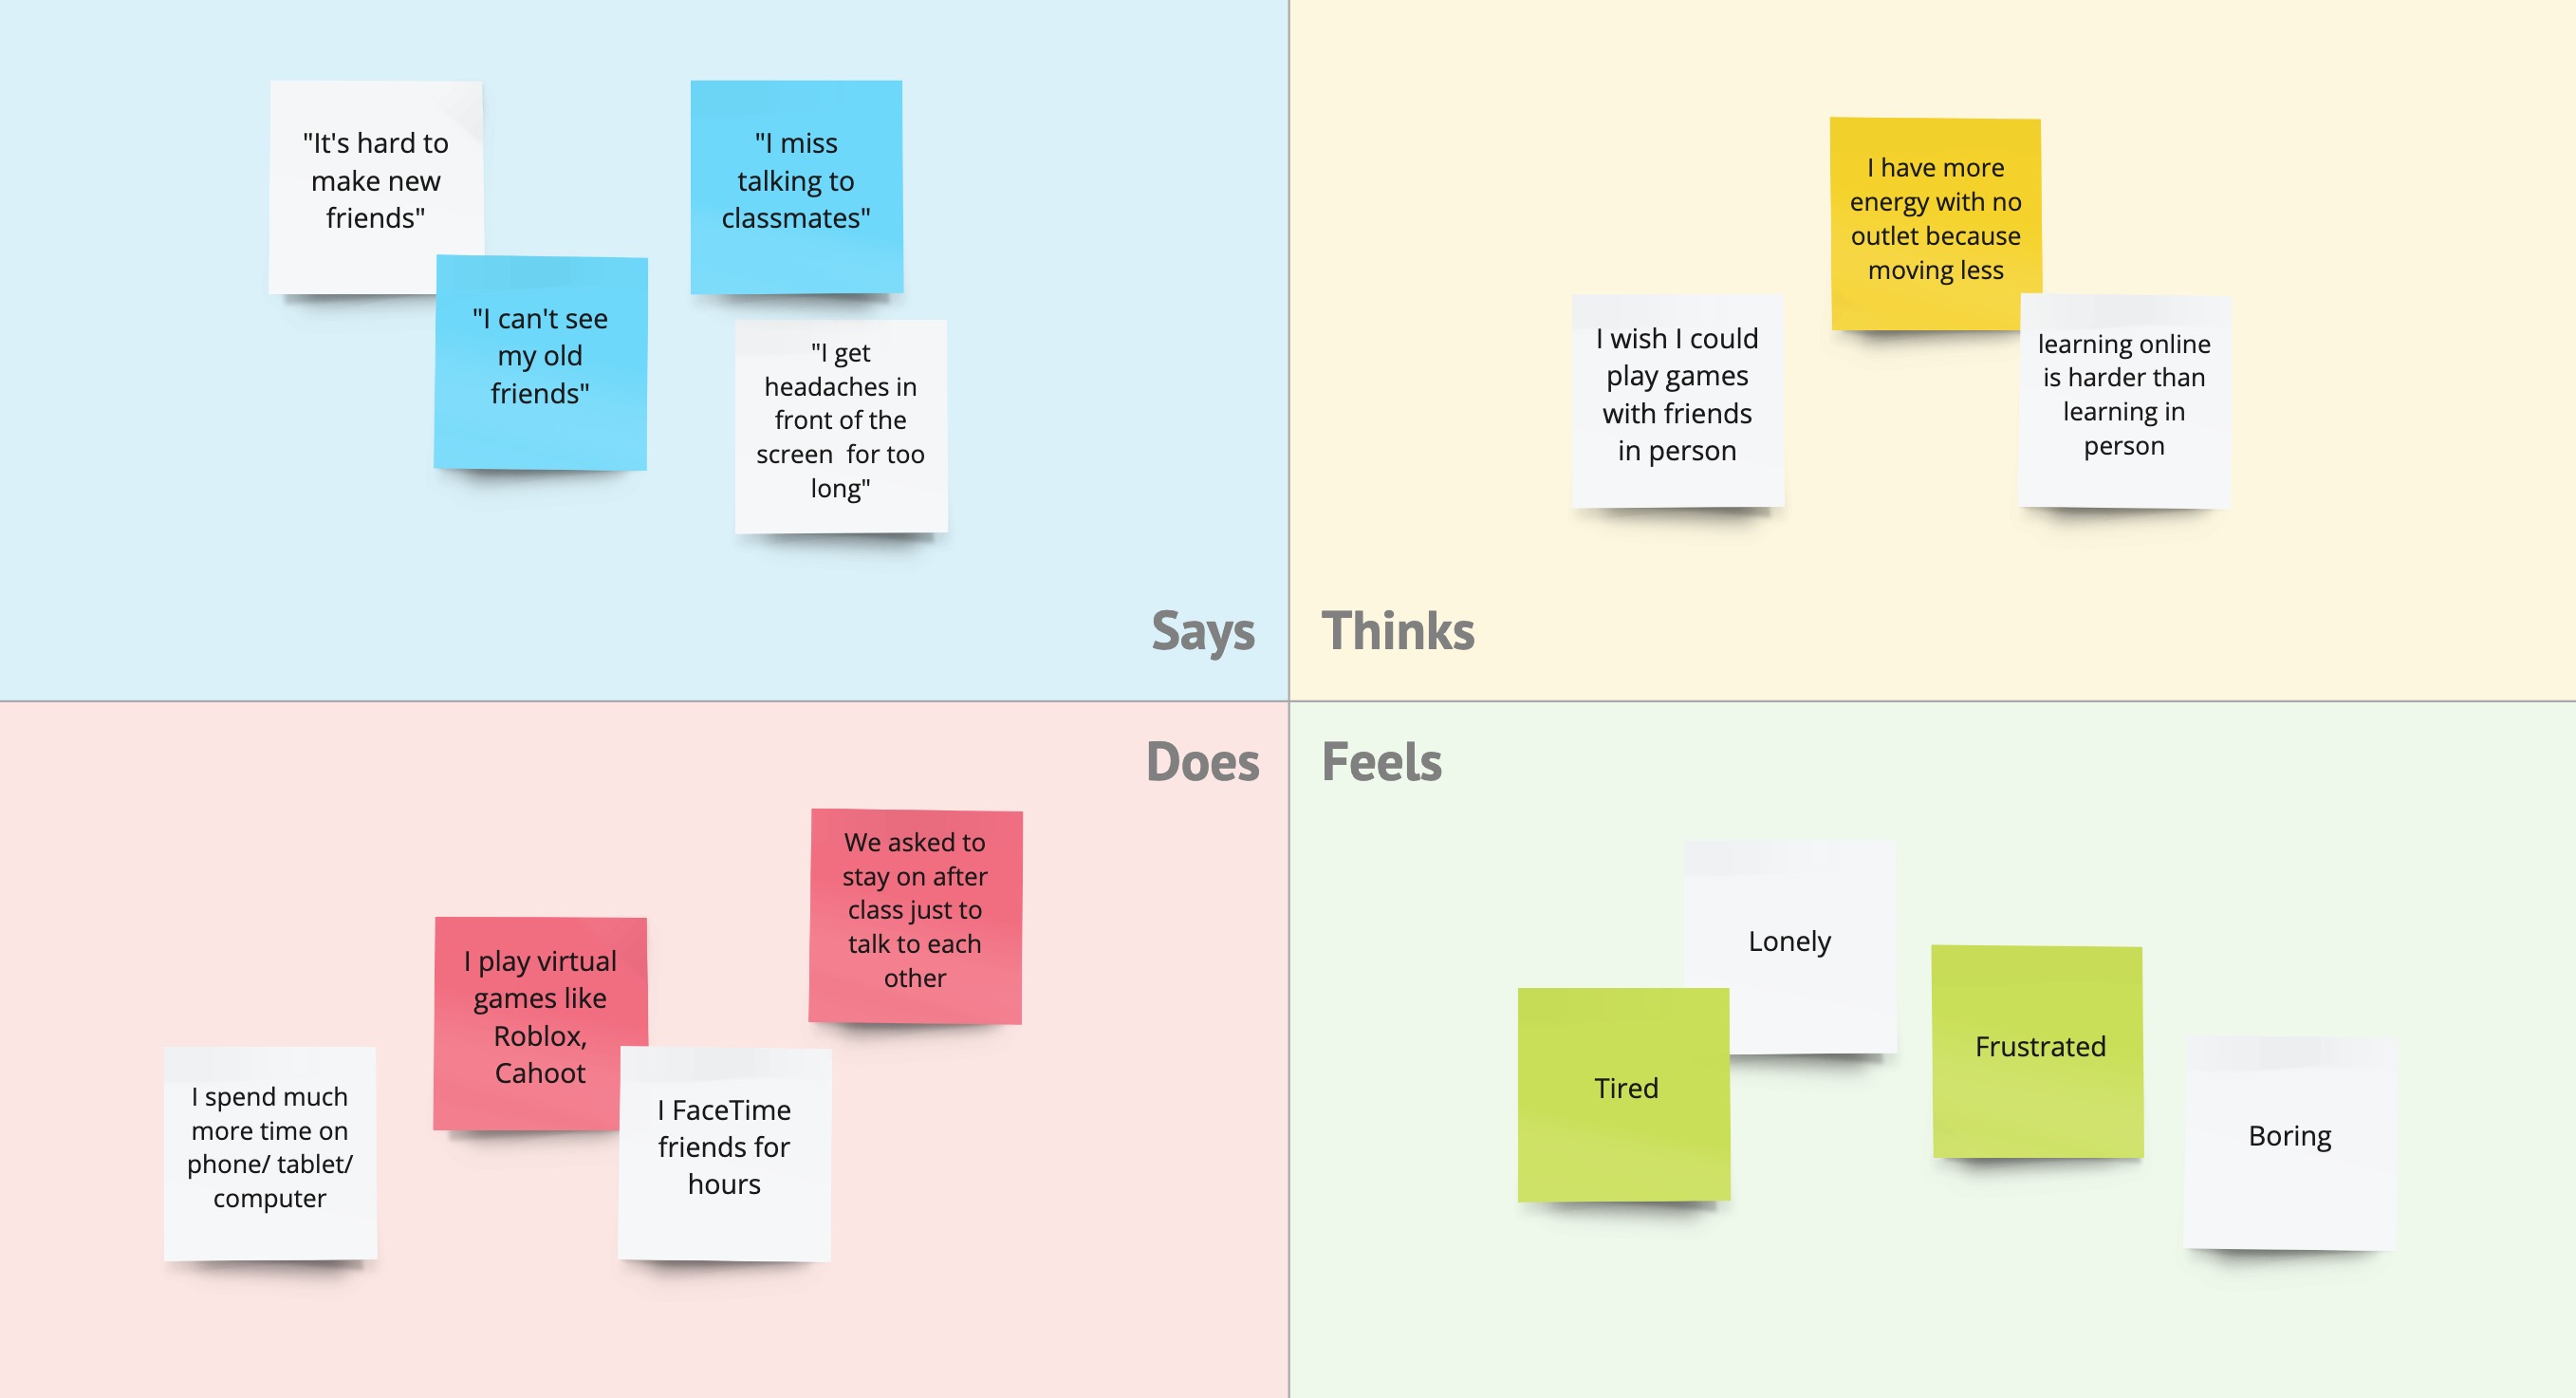 "It's hard to
make new
friends"
"I miss
talking to
classmates"
"I can't see
my old
friends"
"I get
headaches in
front of the
screen  for too
long"
Says
I have more
energy with no
outlet because
moving less
I wish I could
play games
with friends
in person
learning online
is harder than
learning in
person
Thinks
Does
We asked to
stay on after
class just to
talk to each
other
I play virtual
games like
Roblox,
Cahoot
I spend much
more time on
phone/ tablet/
computer
I FaceTime
friends for
hours
Feels
Lonely
Tired
Frustrated
Boring